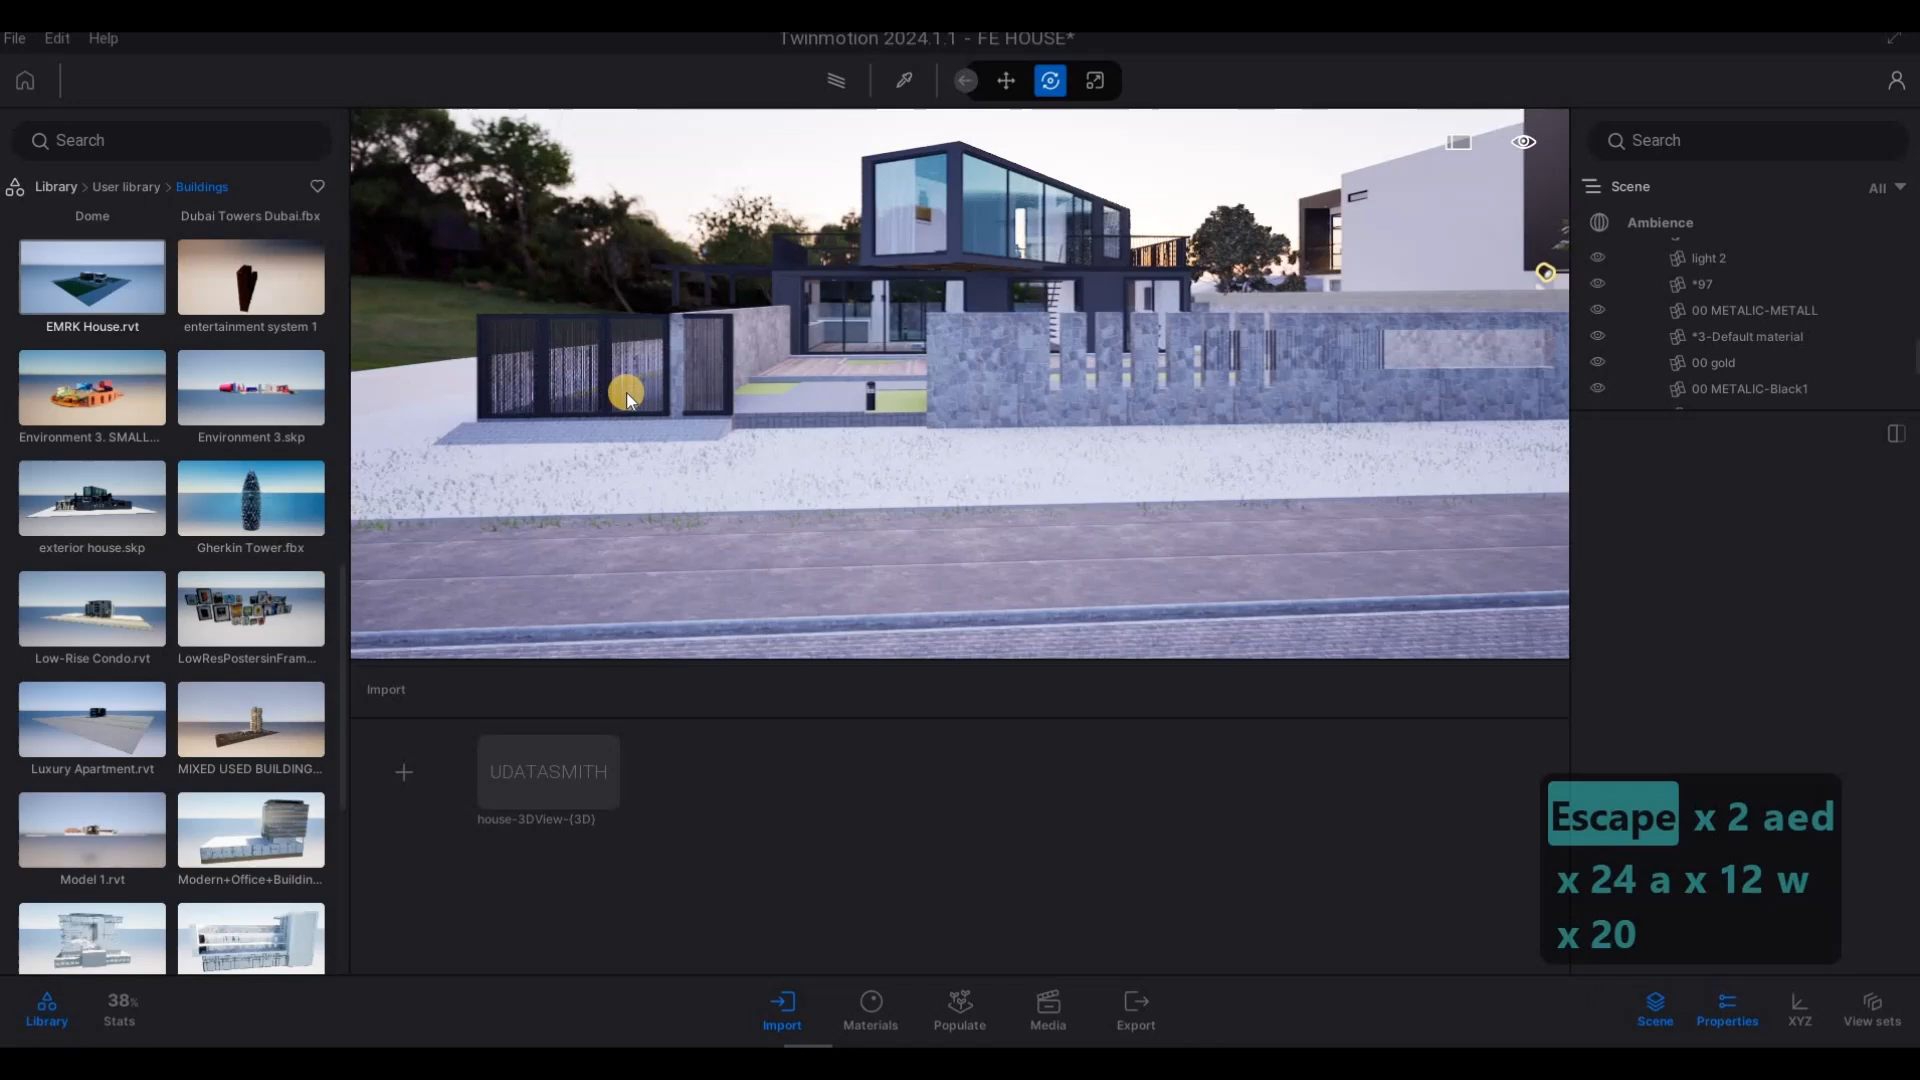 File Edit Help
Twinmotion 2024.1.1 - FE HOUSE*
Search
Library > User library > Buildings
Dome
Dubai Towers Dubai.fbx
EMRK House.rvt
entertainment system 1
Environment 3. SMALL...
Environment 3.skp
exterior house.skp
Gherkin Tower.fbx
Low-Rise Condo.rvt
LowResPostersinFram...
Luxury Apartment.rvt
MIXED USED BUILDING...
Model 1.rvt
Modern+Office+Buildin...
Library
38%
Stats
Import
UDATASMITH
house-3DView-{3D}
Import
Materials
Populate
Media
Export
Search
Scene
All
Ambience
light 2
*97
00 METALIC-METALL
*3-Default material
00 gold
00 METALIC-Black1
Escape x 2 aed
x 24 a x 12 w
x 20
Scene
Properties
XYZ
View sets